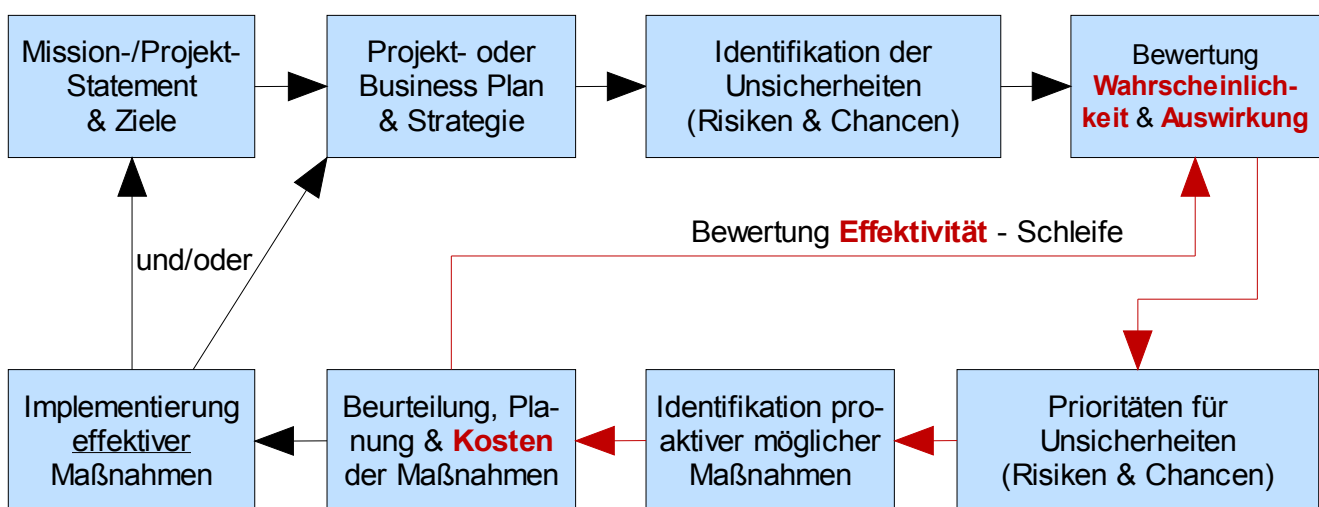 Mission-/Projekt-
Statement
& Ziele
Projekt- oder
Business Plan
& Strategie
Identifikation der
Unsicherheiten
(Risiken & Chancen)
Bewertung
Wahrscheinlich-
keit & Auswirkung
Bewertung Effektivität - Schleife
und/oder
Implementierung
effektiver
Maßnahmen
Beurteilung, Pla-
nung & Kosten
der Maßnahmen
Identifikation pro-
aktiver möglicher
Maßnahmen
Prioritäten für
Unsicherheiten
(Risiken & Chancen)